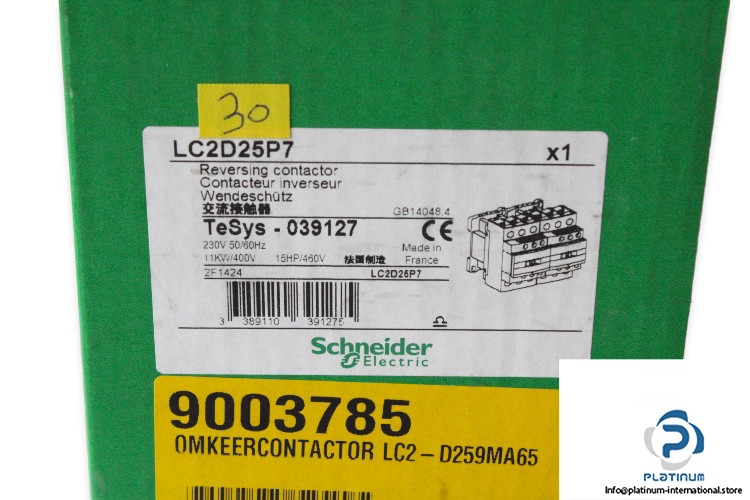 30
LC2D25P7 x1
Reversing contactor
Contacteur inverseur
Wendeschütz
交流接触器 GB14048.4
TeSys - 039127 CE
230V 50/60Hz Made in
11KW/400V 15HP/460V 法国制造 France
2F1424 LC2D25P7
3 389110 391275
Schneider
Electric
9003785
OMKEERCONTACTOR LC2-D259MA65
PLATINUM
Info@platinum-international.store